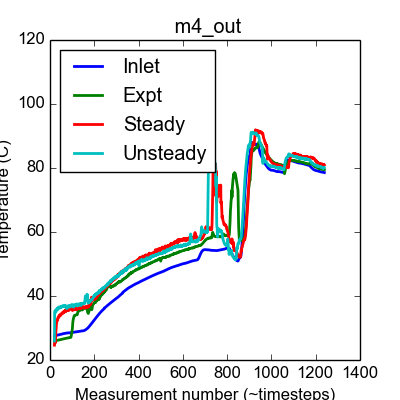 m4_out
120
100
80
60
40
20
Temperature (C)
Inlet
Expt
Steady
Unsteady
0 200 400 600 800 1000 1200 1400
Measurement number (~timesteps)